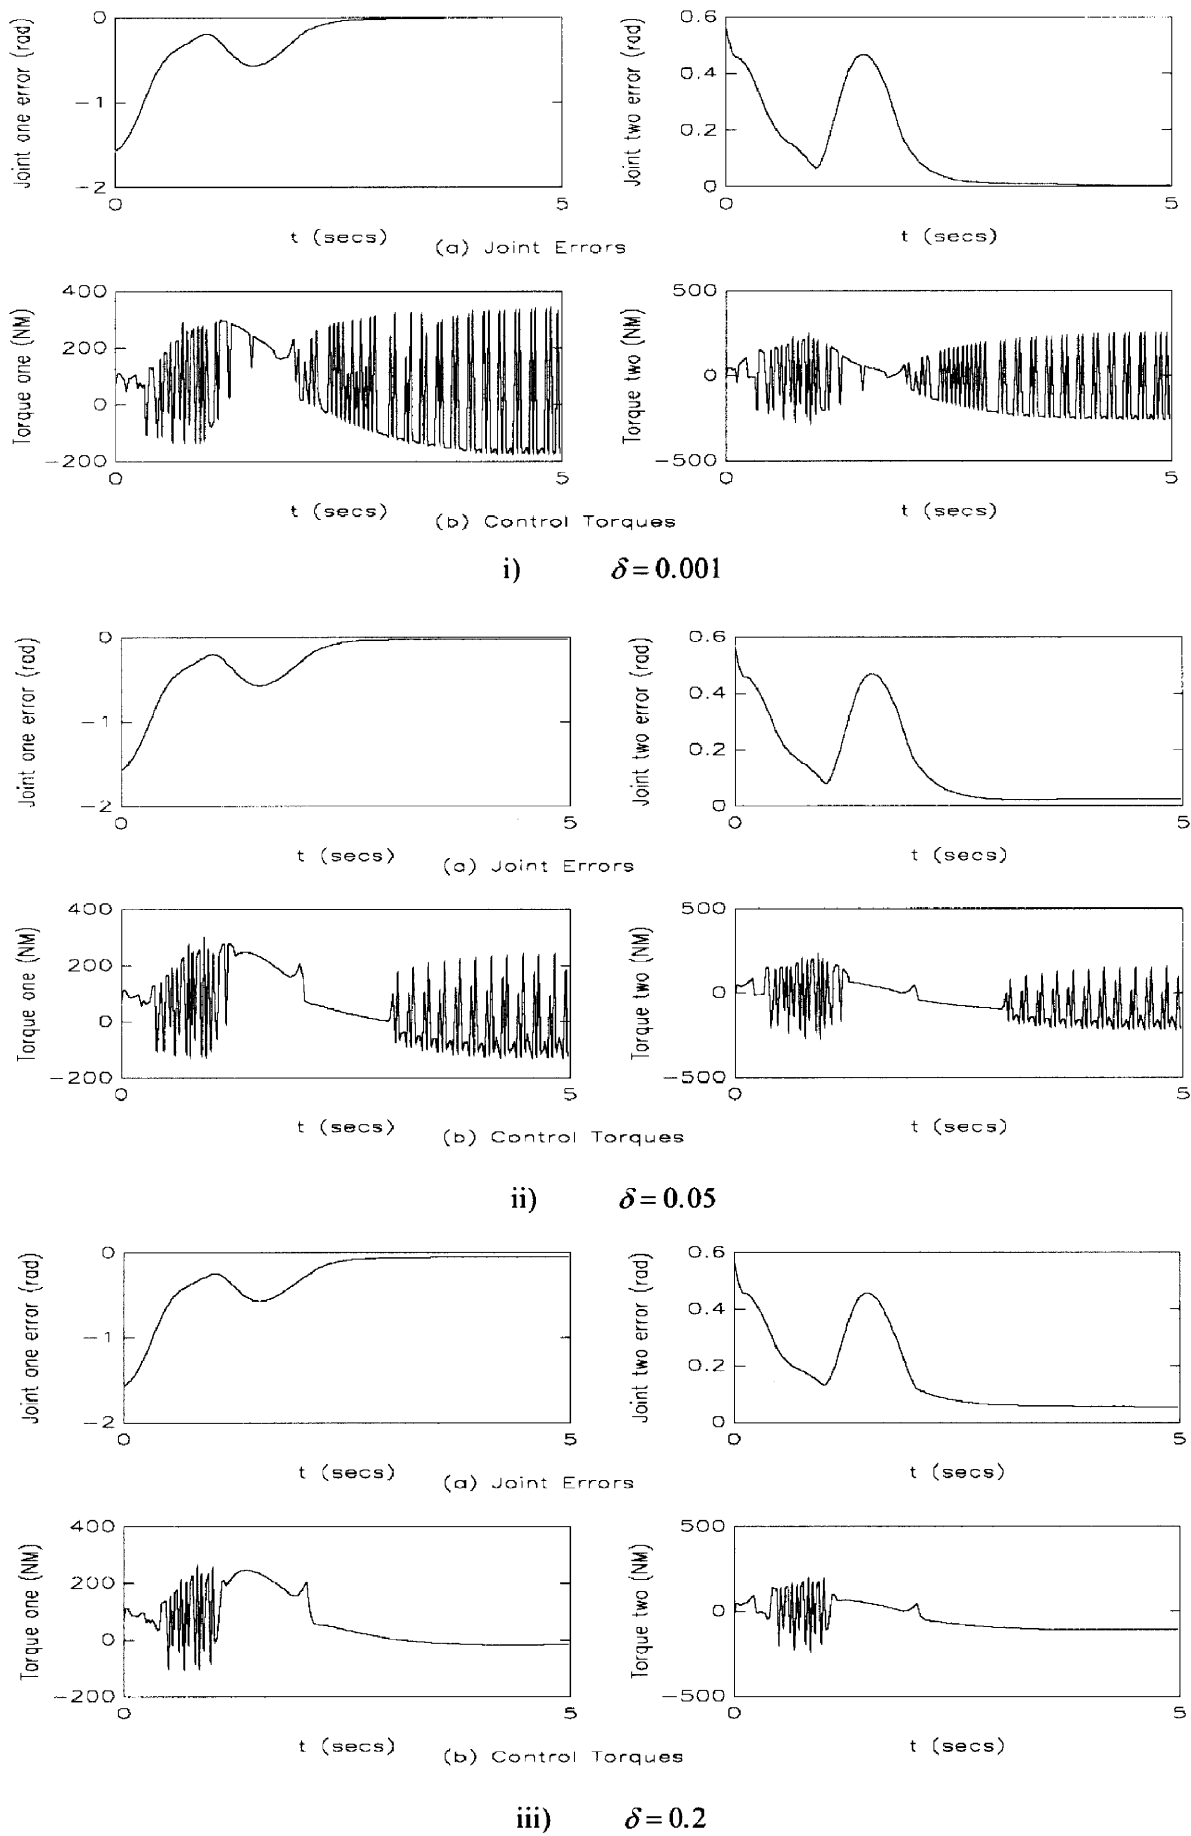 Joint one error (rad)
0
−1
−2
0
5
t (secs)
Joint two error (rad)
0.6
0.4
0.2
0
0
5
t (secs)
(a) Joint Errors
Torque one (NM)
400
200
0
−200
0
5
t (secs)
Torque two (NM)
500
0
−500
0
5
t (secs)
(b) Control Torques
i) δ=0.001
Joint one error (rad)
0
−1
−2
0
5
t (secs)
Joint two error (rad)
0.6
0.4
0.2
0
0
5
t (secs)
(a) Joint Errors
Torque one (NM)
400
200
0
−200
0
5
t (secs)
Torque two (NM)
500
0
−500
0
5
t (secs)
(b) Control Torques
ii) δ=0.05
Joint one error (rad)
0
−1
−2
0
5
t (secs)
Joint two error (rad)
0.6
0.4
0.2
0
0
5
t (secs)
(a) Joint Errors
Torque one (NM)
400
200
0
−200
0
5
t (secs)
Torque two (NM)
500
0
−500
0
5
t (secs)
(b) Control Torques
iii) δ=0.2